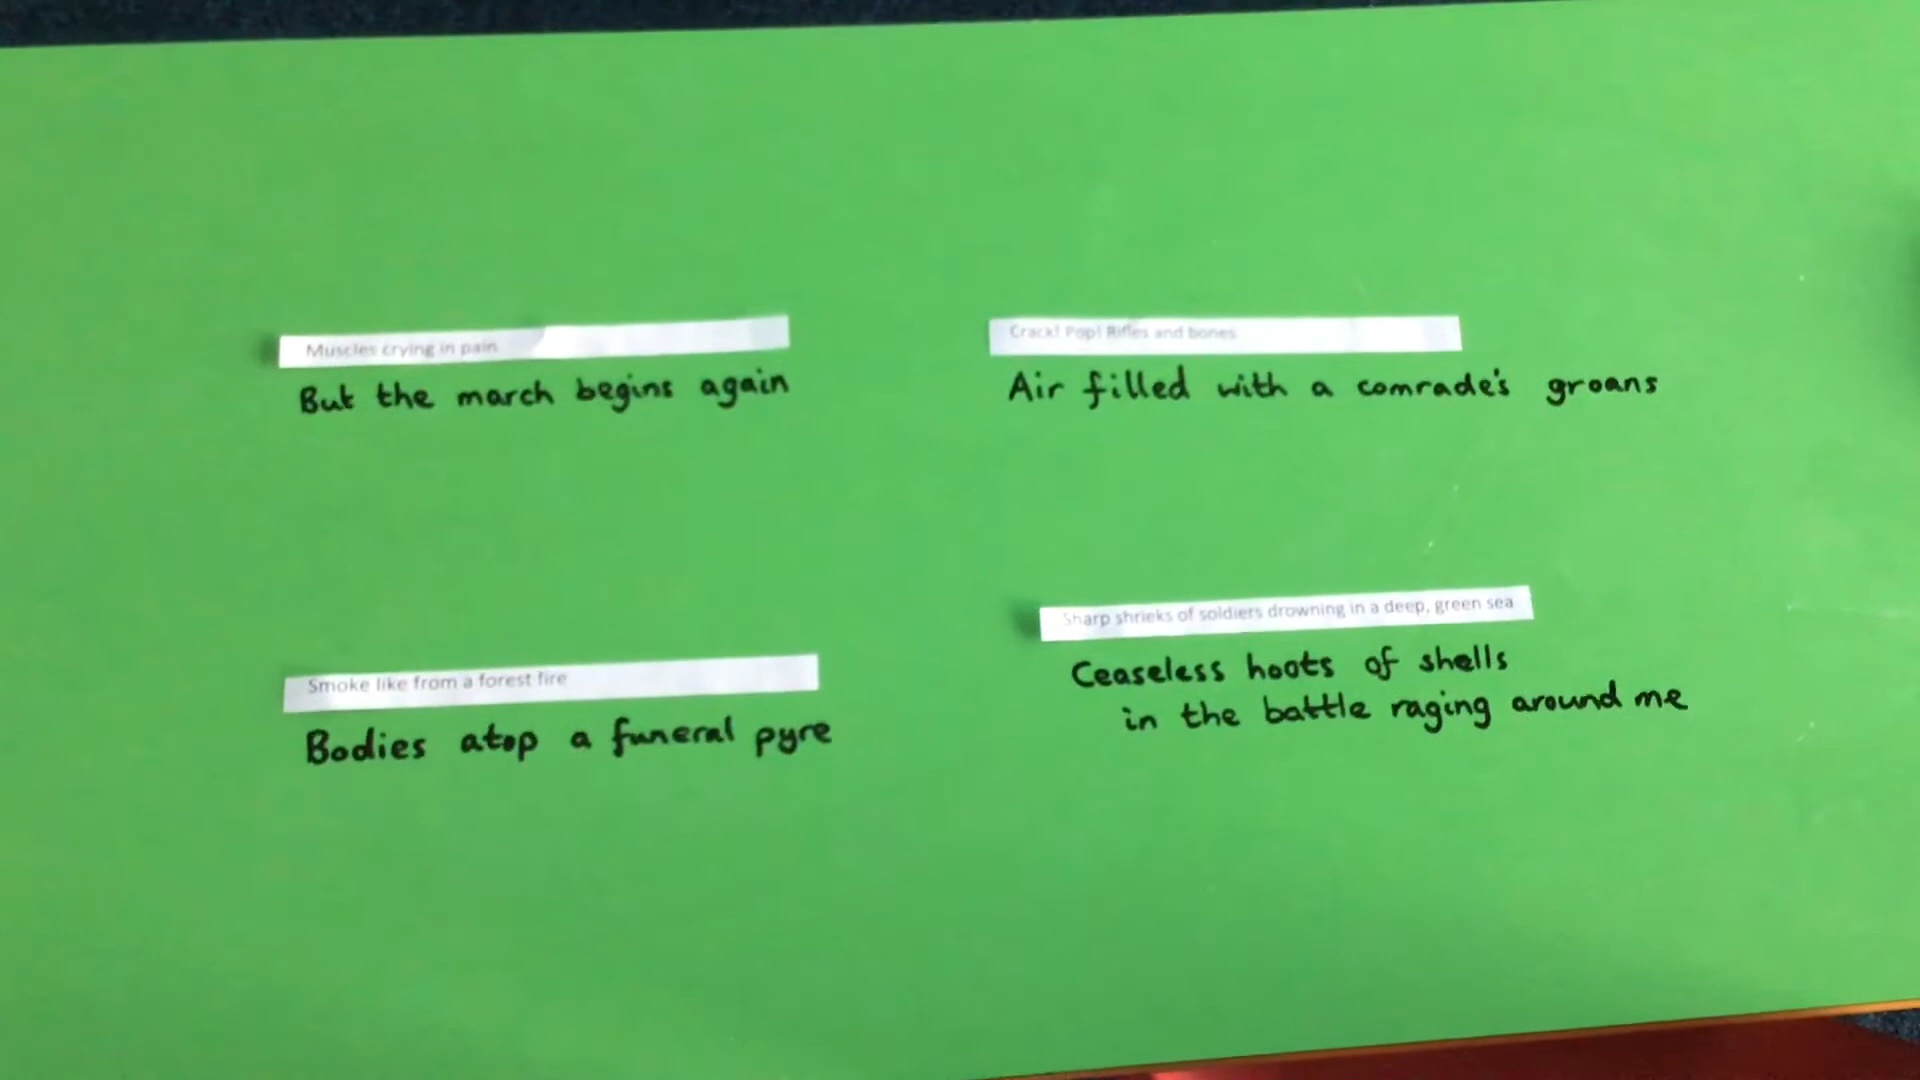 Muscles crying in pain
But the march begins again
Crack! Pop! Rifles and bones
Air filled with a comrade's groans
Smoke like from a forest fire
Bodies atop a funeral pyre
Sharp shrieks of soldiers drowning in a deep, green sea
Ceaseless hoots of shells
in the battle raging around me